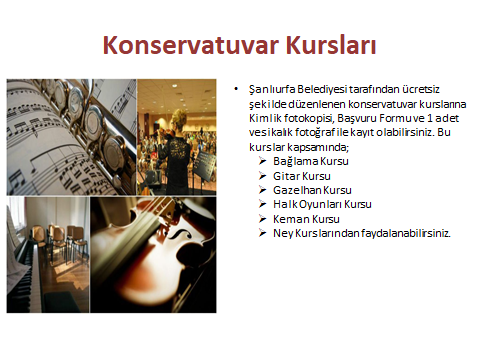 Konservatuvar Kursları
• Şanlıurfa Belediyesi tarafından ücretsiz
şekilde düzenlenen konservatuvar kurslarına
Kimlik fotokopisi, Başvuru Formu ve 1 adet
vesikalık fotoğraf ile kayıt olabilirsiniz. Bu
kurslar kapsamında;
➢ Bağlama Kursu
➢ Gitar Kursu
➢ Gazelhan Kursu
➢ Halk Oyunları Kursu
➢ Keman Kursu
➢ Ney Kurslarından faydalanabilirsiniz.